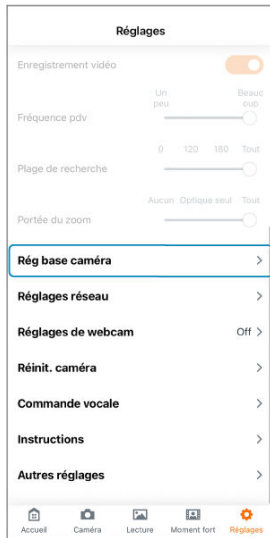 Réglages
Enregistrement vidéo
Un peu
Beauc oup
Fréquence pdv
0 120 180 Tout
Plage de recherche
Aucun Optique seul Tout
Portée du zoom
Rég base caméra
Réglages réseau
Réglages de webcam Off
Réinit. caméra
Commande vocale
Instructions
Autres réglages
Accueil Caméra Lecture Moment fort Réglages